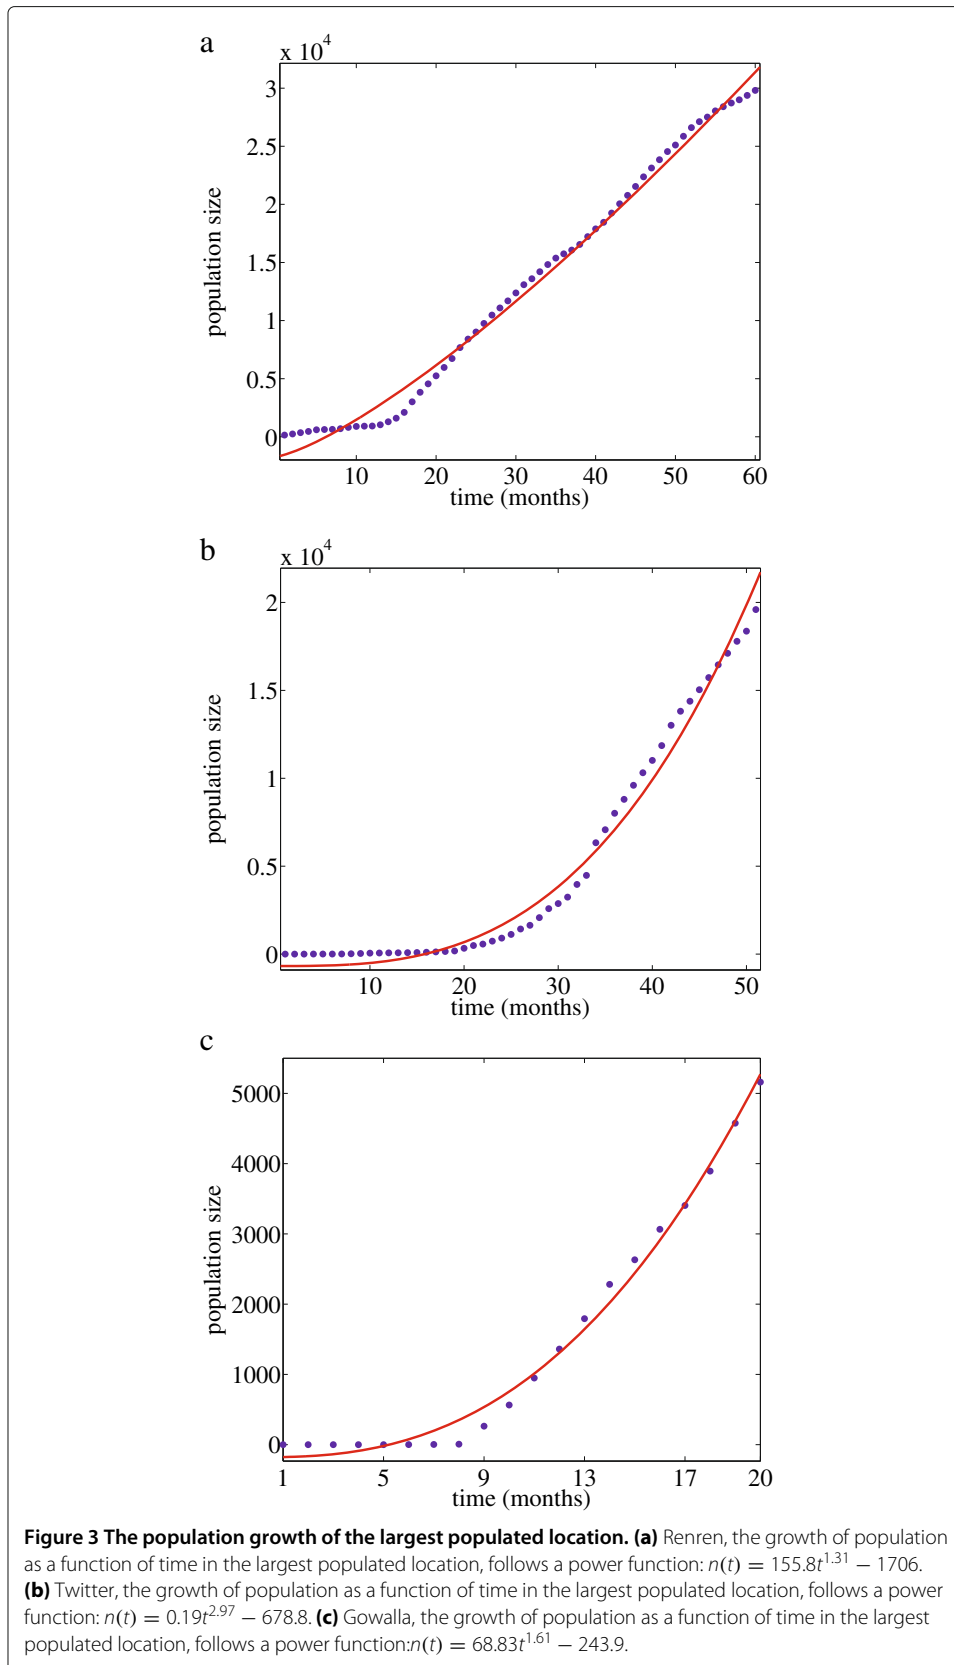 a
x 10⁴
3
2.5
2
1.5
1
0.5
0
population size
10 20 30 40 50 60
time (months)
b
x 10⁴
2
1.5
1
0.5
0
population size
10 20 30 40 50
time (months)
c
5000
4000
3000
2000
1000
0
population size
1 5 9 13 17 20
time (months)
Figure 3 The population growth of the largest populated location. (a) Renren, the growth of population
as a function of time in the largest populated location, follows a power function: n(t) = 155.8t^1.31 − 1706.
(b) Twitter, the growth of population as a function of time in the largest populated location, follows a power
function: n(t) = 0.19t^2.97 − 678.8. (c) Gowalla, the growth of population as a function of time in the largest
populated location, follows a power function:n(t) = 68.83t^1.61 − 243.9.